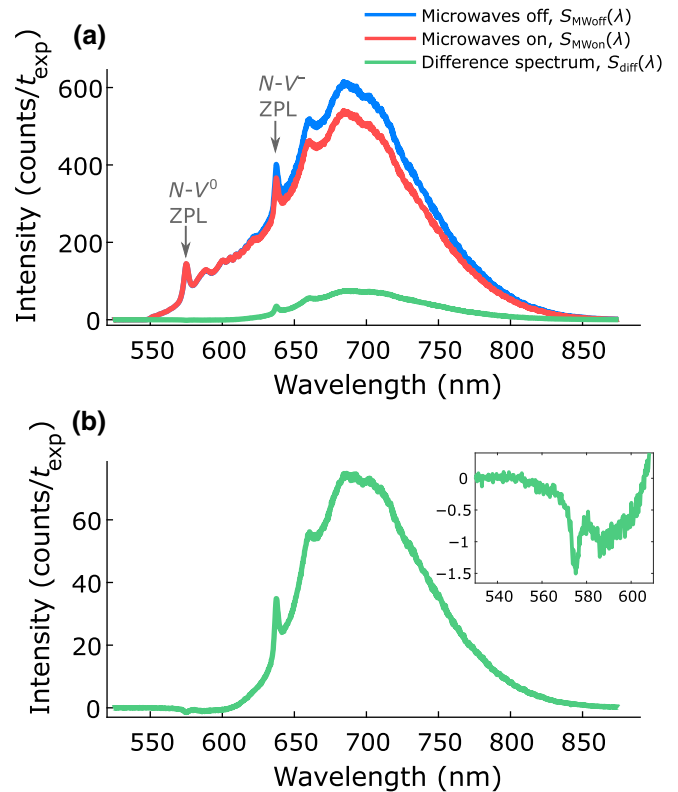 (a)
Microwaves off, S_MWoff(λ)
Microwaves on, S_MWon(λ)
Difference spectrum, S_diff(λ)
Intensity (counts/t_exp)
600
400
200
0
N-V⁻
ZPL
N-V⁰
ZPL
550 600 650 700 750 800 850
Wavelength (nm)
(b)
Intensity (counts/t_exp)
60
40
20
0
0
−0.5
−1
−1.5
540 560 580 600
550 600 650 700 750 800 850
Wavelength (nm)